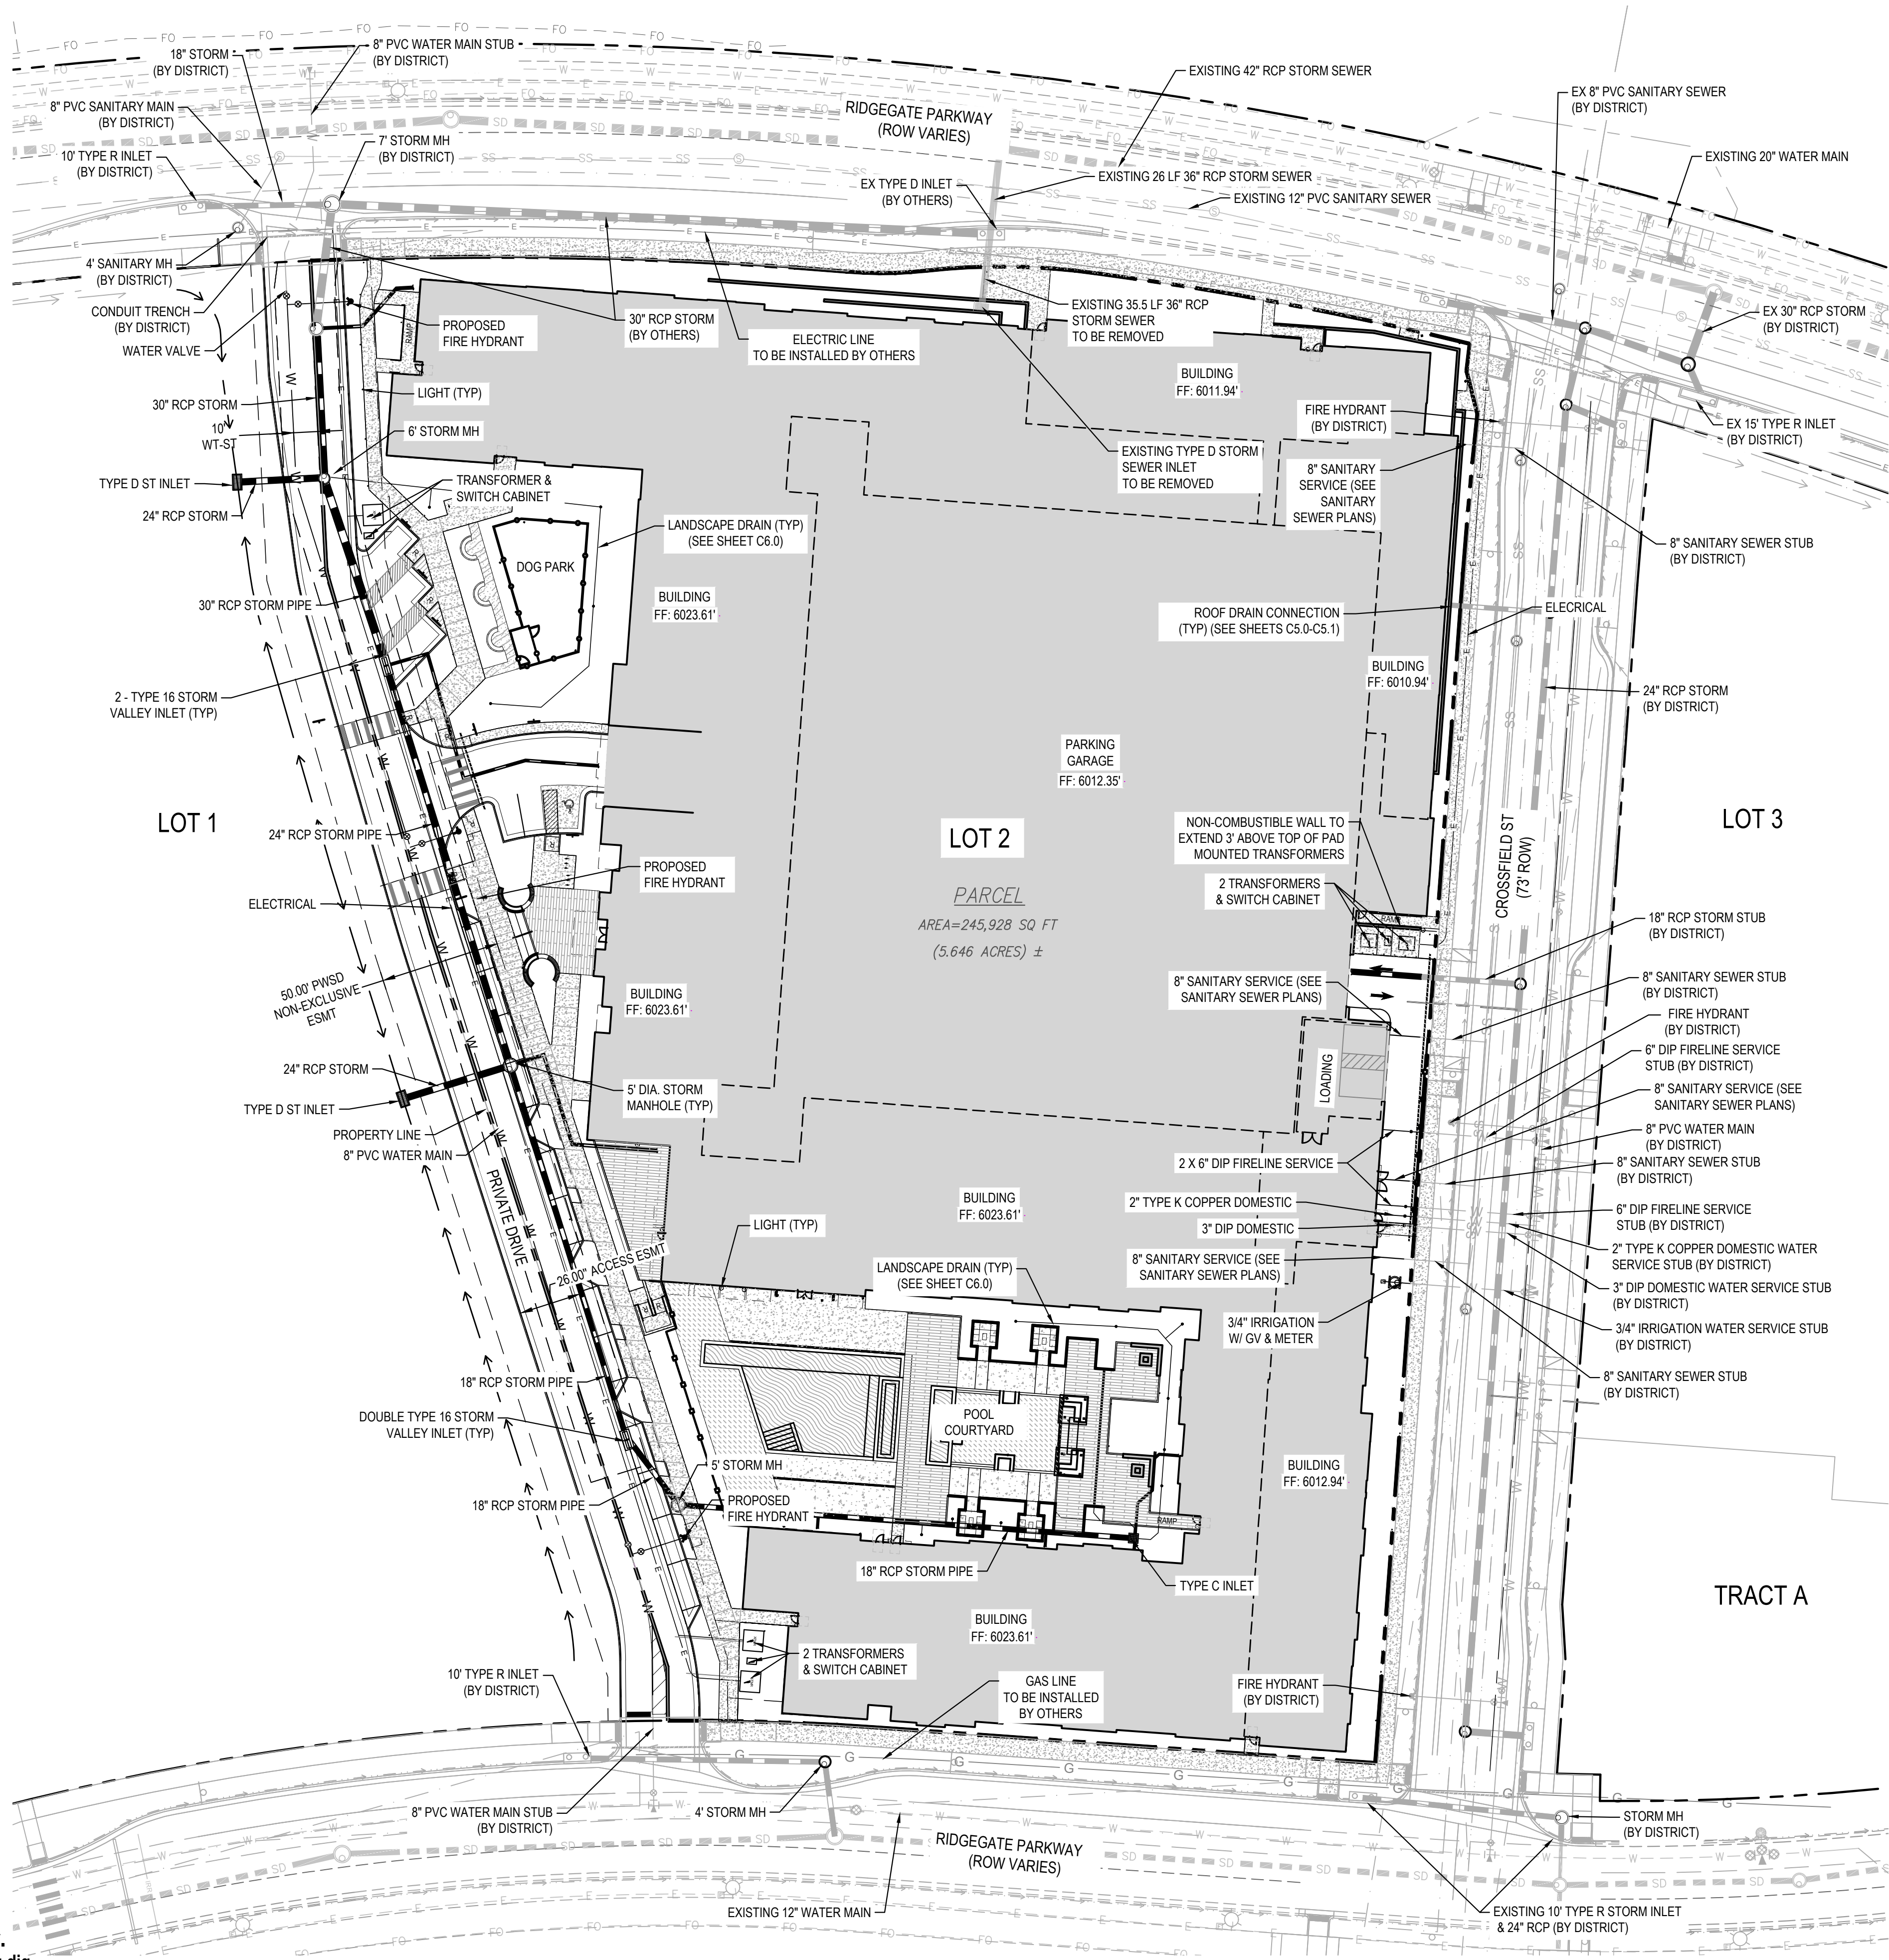 18" STORM
(BY DISTRICT)
8" PVC WATER MAIN STUB
(BY DISTRICT)
EXISTING 42" RCP STORM SEWER
EX 8" PVC SANITARY SEWER
(BY DISTRICT)
8" PVC SANITARY MAIN
(BY DISTRICT)
RIDGEGATE PARKWAY
(ROW VARIES)
7' STORM MH
(BY DISTRICT)
10' TYPE R INLET
(BY DISTRICT)
EXISTING 20" WATER MAIN
EX TYPE D INLET
(BY OTHERS)
EXISTING 26 LF 36" RCP STORM SEWER
EXISTING 12" PVC SANITARY SEWER
4' SANITARY MH
(BY DISTRICT)
CONDUIT TRENCH
(BY DISTRICT)
WATER VALVE
PROPOSED
FIRE HYDRANT
RAMP
30" RCP STORM
(BY OTHERS)
ELECTRIC LINE
TO BE INSTALLED BY OTHERS
EXISTING 35.5 LF 36" RCP
STORM SEWER
TO BE REMOVED
EX 30" RCP STORM
(BY DISTRICT)
BUILDING
FF: 6011.94'
LIGHT (TYP)
30" RCP STORM
10'
WT-ST
6' STORM MH
FIRE HYDRANT
(BY DISTRICT)
EX 15' TYPE R INLET
(BY DISTRICT)
EXISTING TYPE D STORM
SEWER INLET
TO BE REMOVED
8" SANITARY
SERVICE (SEE
SANITARY
SEWER PLANS)
TYPE D ST INLET
TRANSFORMER &
SWITCH CABINET
24" RCP STORM
LANDSCAPE DRAIN (TYP)
(SEE SHEET C6.0)
8" SANITARY SEWER STUB
(BY DISTRICT)
DOG PARK
30" RCP STORM PIPE
BUILDING
FF: 6023.61'
ROOF DRAIN CONNECTION
(TYP) (SEE SHEETS C5.0-C5.1)
ELECRICAL
BUILDING
FF: 6010.94'
2 - TYPE 16 STORM
VALLEY INLET (TYP)
24" RCP STORM
(BY DISTRICT)
PARKING
GARAGE
FF: 6012.35'
LOT 1
24" RCP STORM PIPE
LOT 2
NON-COMBUSTIBLE WALL TO
EXTEND 3' ABOVE TOP OF PAD
MOUNTED TRANSFORMERS
CROSSFIELD ST
(73' ROW)
LOT 3
PROPOSED
FIRE HYDRANT
PARCEL
AREA=245,928 SQ FT
(5.646 ACRES) ±
2 TRANSFORMERS
& SWITCH CABINET
ELECTRICAL
RAMP
18" RCP STORM STUB
(BY DISTRICT)
50.00' PWSD
NON-EXCLUSIVE
ESMT
BUILDING
FF: 6023.61'
8" SANITARY SERVICE (SEE
SANITARY SEWER PLANS)
8" SANITARY SEWER STUB
(BY DISTRICT)
FIRE HYDRANT
(BY DISTRICT)
6" DIP FIRELINE SERVICE
STUB (BY DISTRICT)
24" RCP STORM
TYPE D ST INLET
5' DIA. STORM
MANHOLE (TYP)
LOADING
8" SANITARY SERVICE (SEE
SANITARY SEWER PLANS)
PROPERTY LINE
8" PVC WATER MAIN
8" PVC WATER MAIN
(BY DISTRICT)
2 X 6" DIP FIRELINE SERVICE
8" SANITARY SEWER STUB
(BY DISTRICT)
PRIVATE DRIVE
BUILDING
FF: 6023.61'
2" TYPE K COPPER DOMESTIC
3" DIP DOMESTIC
6" DIP FIRELINE SERVICE
STUB (BY DISTRICT)
LIGHT (TYP)
26.00" ACCESS ESMT
LANDSCAPE DRAIN (TYP)
(SEE SHEET C6.0)
8" SANITARY SERVICE (SEE
SANITARY SEWER PLANS)
2" TYPE K COPPER DOMESTIC WATER
SERVICE STUB (BY DISTRICT)
3" DIP DOMESTIC WATER SERVICE STUB
(BY DISTRICT)
3/4" IRRIGATION
W/ GV & METER
3/4" IRRIGATION WATER SERVICE STUB
(BY DISTRICT)
18" RCP STORM PIPE
8" SANITARY SEWER STUB
(BY DISTRICT)
DOUBLE TYPE 16 STORM
VALLEY INLET (TYP)
POOL
COURTYARD
5' STORM MH
BUILDING
FF: 6012.94'
18" RCP STORM PIPE
PROPOSED
FIRE HYDRANT
RAMP
18" RCP STORM PIPE
TYPE C INLET
TRACT A
BUILDING
FF: 6023.61'
2 TRANSFORMERS
& SWITCH CABINET
10' TYPE R INLET
(BY DISTRICT)
GAS LINE
TO BE INSTALLED
BY OTHERS
FIRE HYDRANT
(BY DISTRICT)
8" PVC WATER MAIN STUB
(BY DISTRICT)
4' STORM MH
STORM MH
(BY DISTRICT)
RIDGEGATE PARKWAY
(ROW VARIES)
EXISTING 12" WATER MAIN
EXISTING 10' TYPE R STORM INLET
& 24" RCP (BY DISTRICT)